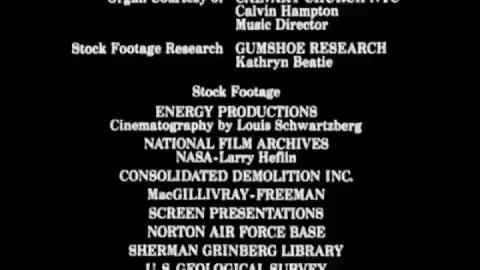 Organ Courtesy of CALVARY CHURCH NYC
Calvin Hampton
Music Director
Stock Footage Research GUMSHOE RESEARCH
Kathryn Beatie
Stock Footage
ENERGY PRODUCTIONS
Cinematography by Louis Schwartzberg
NATIONAL FILM ARCHIVES
NASA-Larry Heflin
CONSOLIDATED DEMOLITION INC.
MacGILLIVRAY-FREEMAN
SCREEN PRESENTATIONS
NORTON AIR FORCE BASE
SHERMAN GRINBERG LIBRARY
U.S. GEOLOGICAL SURVEY